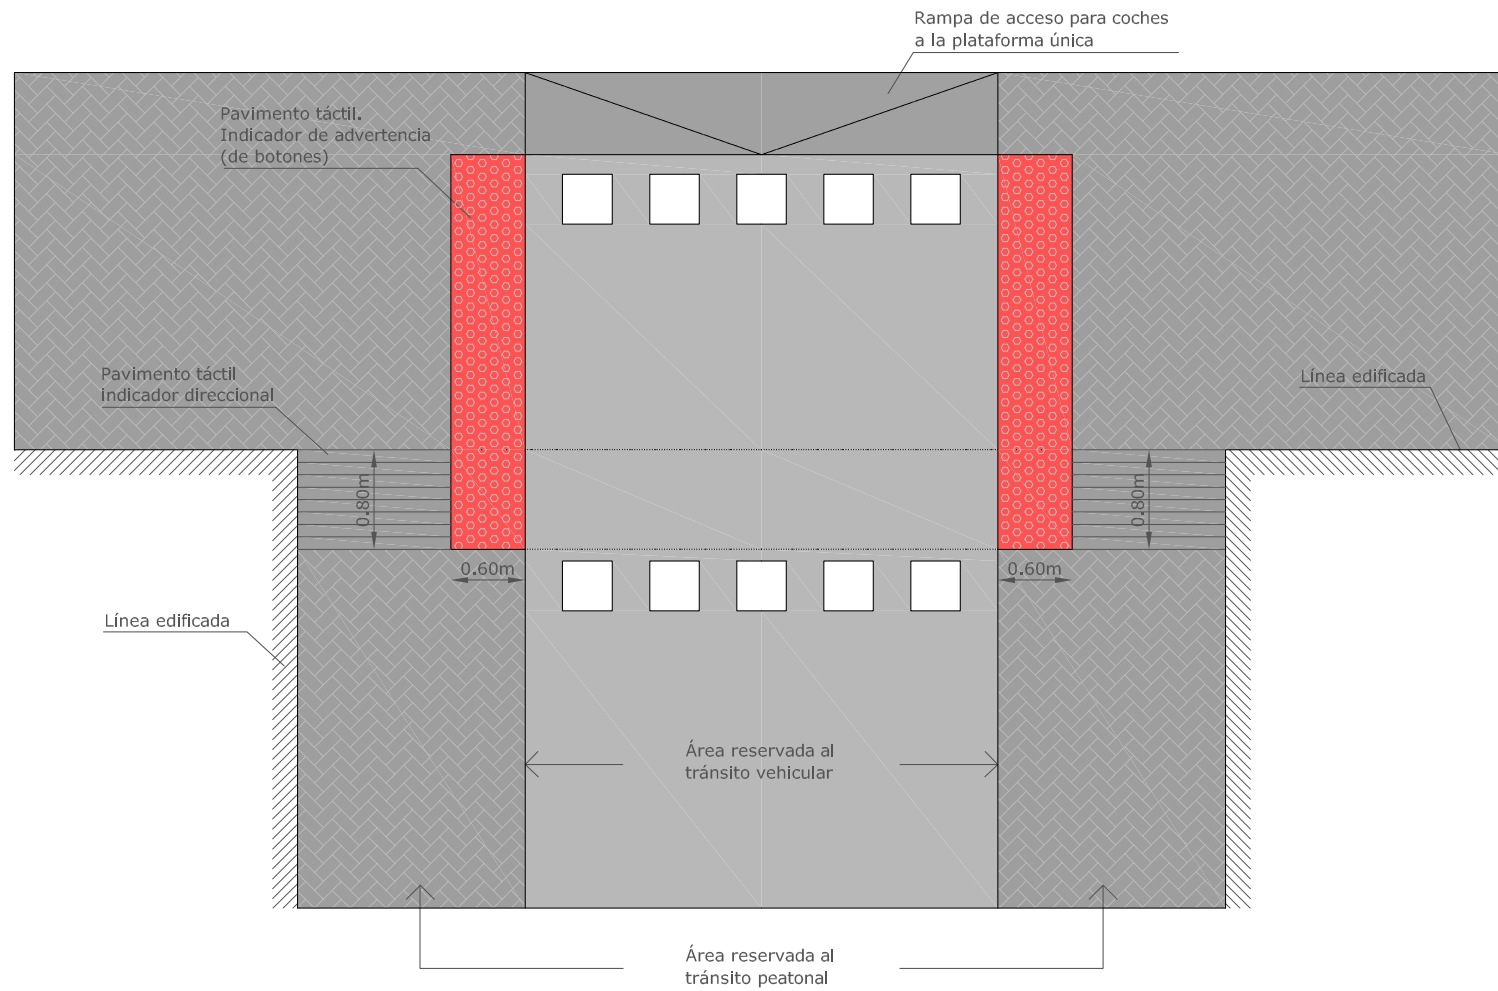 Rampa de acceso para coches
a la plataforma única
Pavimento táctil.
Indicador de advertencia
(de botones)
Pavimento táctil
indicador direccional
Línea edificada
0.80m
0.80m
0.60m
0.60m
Línea edificada
Área reservada al
tránsito vehicular
Área reservada al
tránsito peatonal